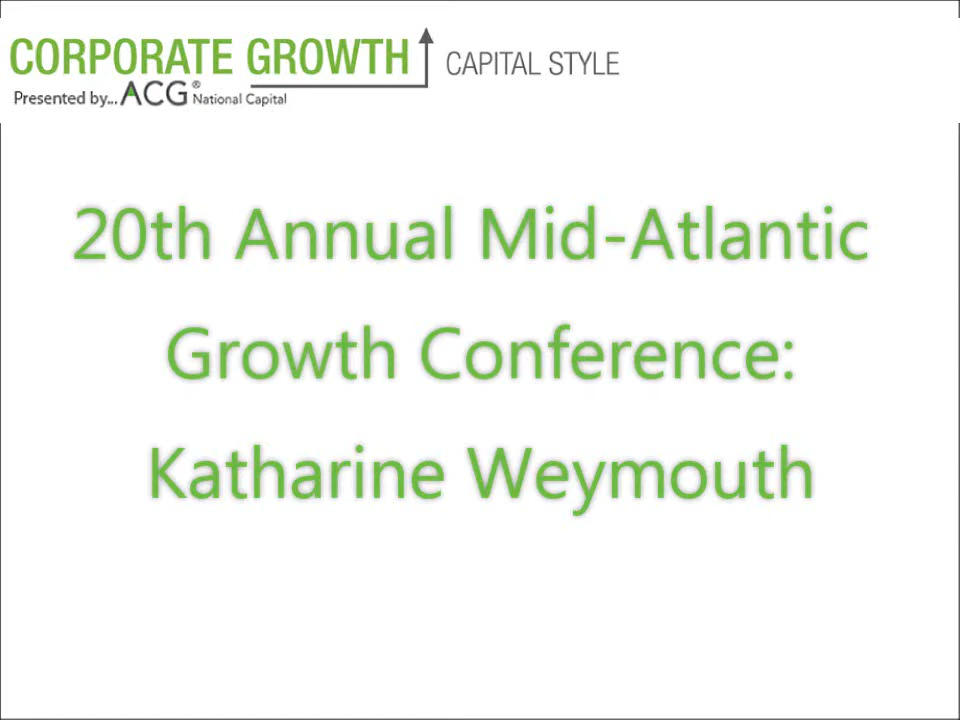 CORPORATE GROWTH CAPITAL STYLE
Presented by... ACG® National Capital
20th Annual Mid-Atlantic
Growth Conference:
Katharine Weymouth